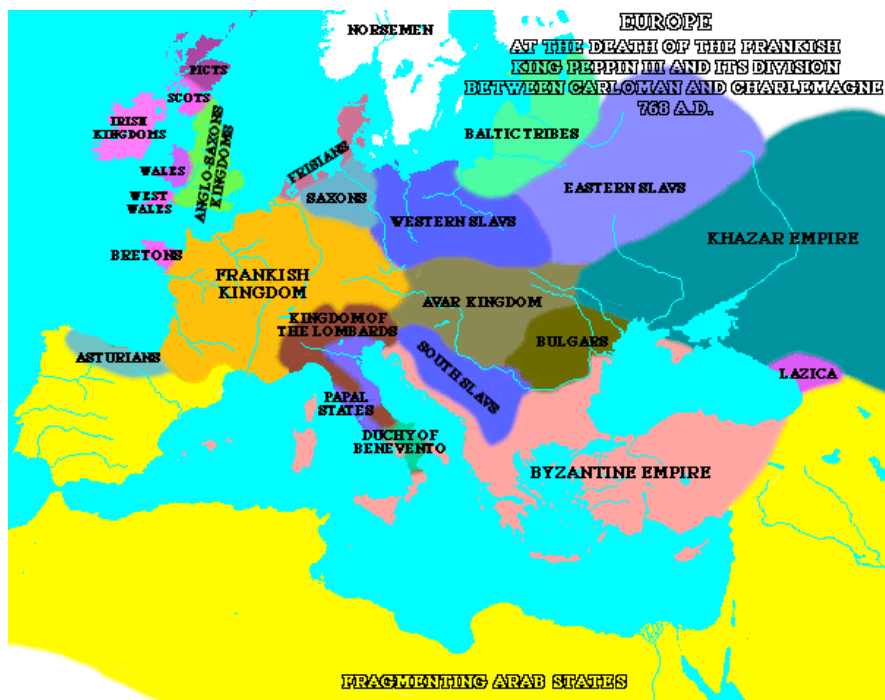 EUROPE
AT THE DEATH OF THE FRANKISH
KING PEPPIN III AND ITS DIVISION
BETWEEN CARLOMAN AND CHARLEMAGNE
768 A.D.
NORSEMEN
PICTS
SCOTS
IRISH
KINGDOMS
ANGLO-SAXONS
KINGDOMS
WALES
WEST
WALES
BRETONS
FRISIANS
SAXONS
BALTIC TRIBES
WESTERN SLAVS
EASTERN SLAVS
KHAZAR EMPIRE
FRANKISH
KINGDOM
AVAR KINGDOM
KINGDOM OF
THE LOMBARDS
BULGARS
ASTURIANS
SOUTH SLAVS
LAZICA
PAPAL
STATES
DUCHY OF
BENEVENTO
BYZANTINE EMPIRE
FRAGMENTING ARAB STATES